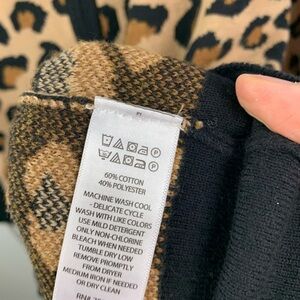 M
60% COTTON
40% POLYESTER
MACHINE WASH COOL
- DELICATE CYCLE
WASH WITH LIKE COLORS
USE MILD DETERGENT
ONLY NON-CHLORINE
BLEACH WHEN NEEDED
TUMBLE DRY LOW
REMOVE PROMPTLY
FROM DRYER
MEDIUM IRON IF NEEDED
OR DRY CLEAN
RN#